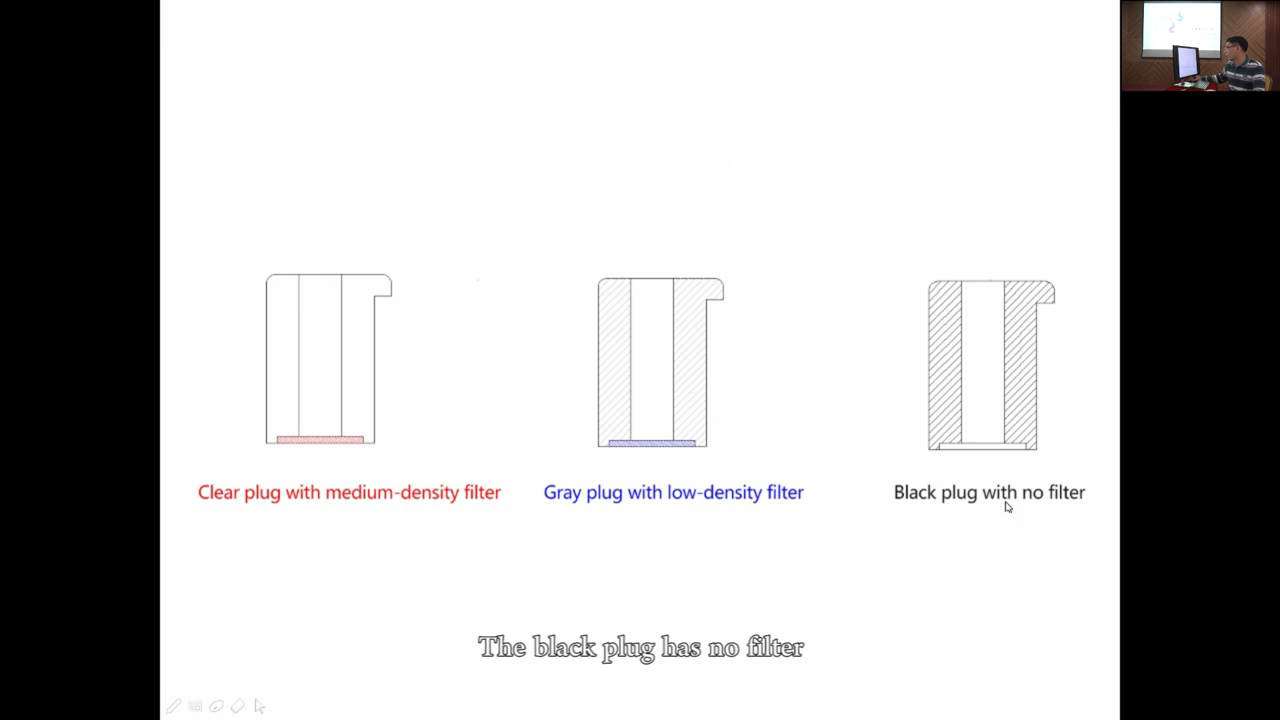 Clear plug with medium-density filter
Gray plug with low-density filter
Black plug with no filter
The black plug has no filter